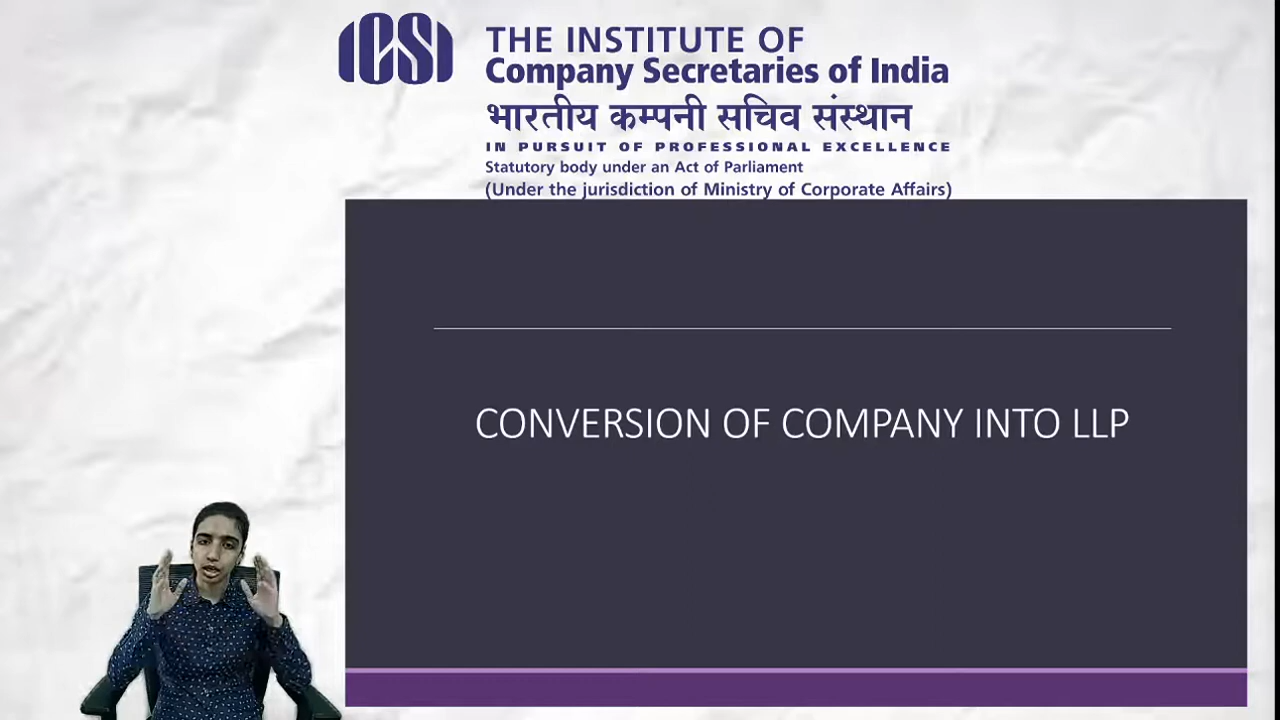 ICSI
THE INSTITUTE OF
Company Secretaries of India
भारतीय कम्पनी सचिव संस्थान
IN PURSUIT OF PROFESSIONAL EXCELLENCE
Statutory body under an Act of Parliament
(Under the jurisdiction of Ministry of Corporate Affairs)
CONVERSION OF COMPANY INTO LLP